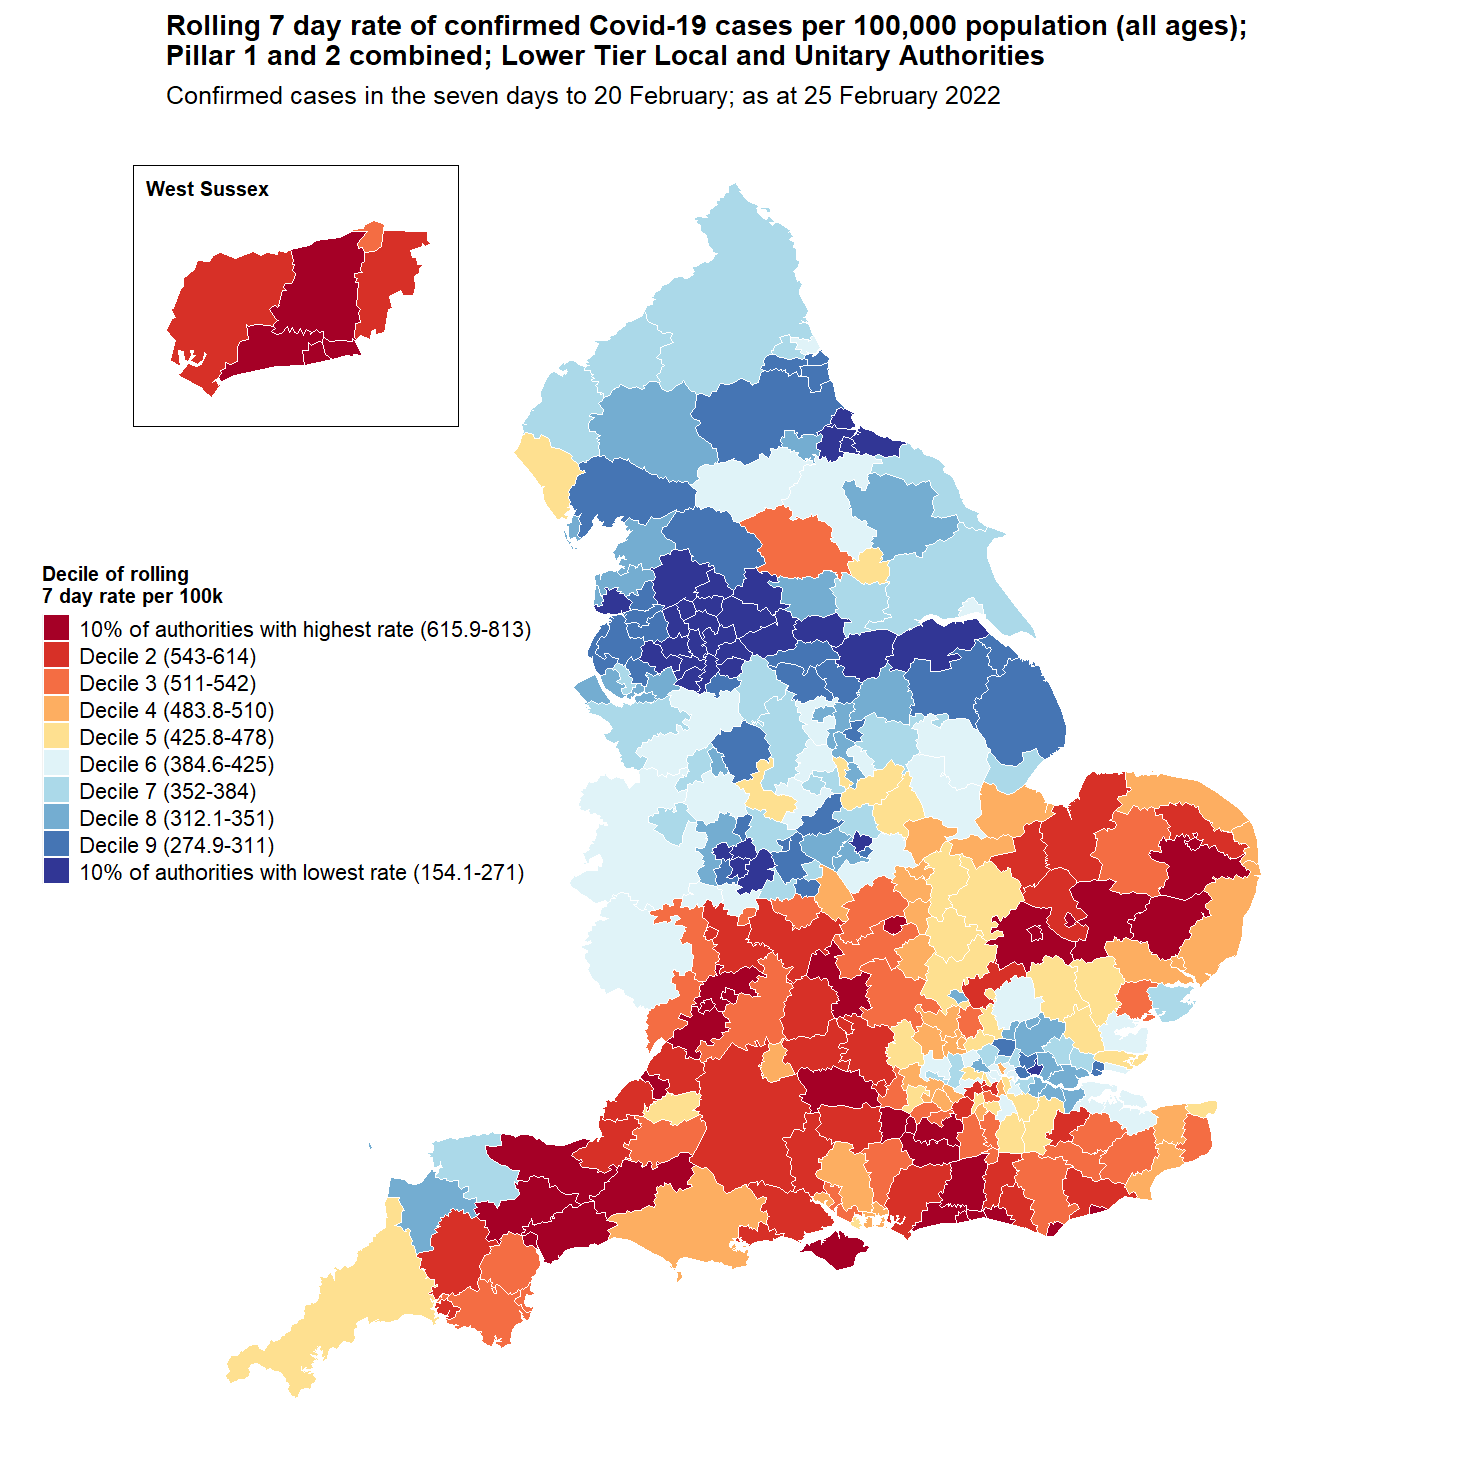 Rolling 7 day rate of confirmed Covid-19 cases per 100,000 population (all ages);
Pillar 1 and 2 combined; Lower Tier Local and Unitary Authorities
Confirmed cases in the seven days to 20 February; as at 25 February 2022
West Sussex
Decile of rolling
7 day rate per 100k
10% of authorities with highest rate (615.9-813)
Decile 2 (543-614)
Decile 3 (511-542)
Decile 4 (483.8-510)
Decile 5 (425.8-478)
Decile 6 (384.6-425)
Decile 7 (352-384)
Decile 8 (312.1-351)
Decile 9 (274.9-311)
10% of authorities with lowest rate (154.1-271)